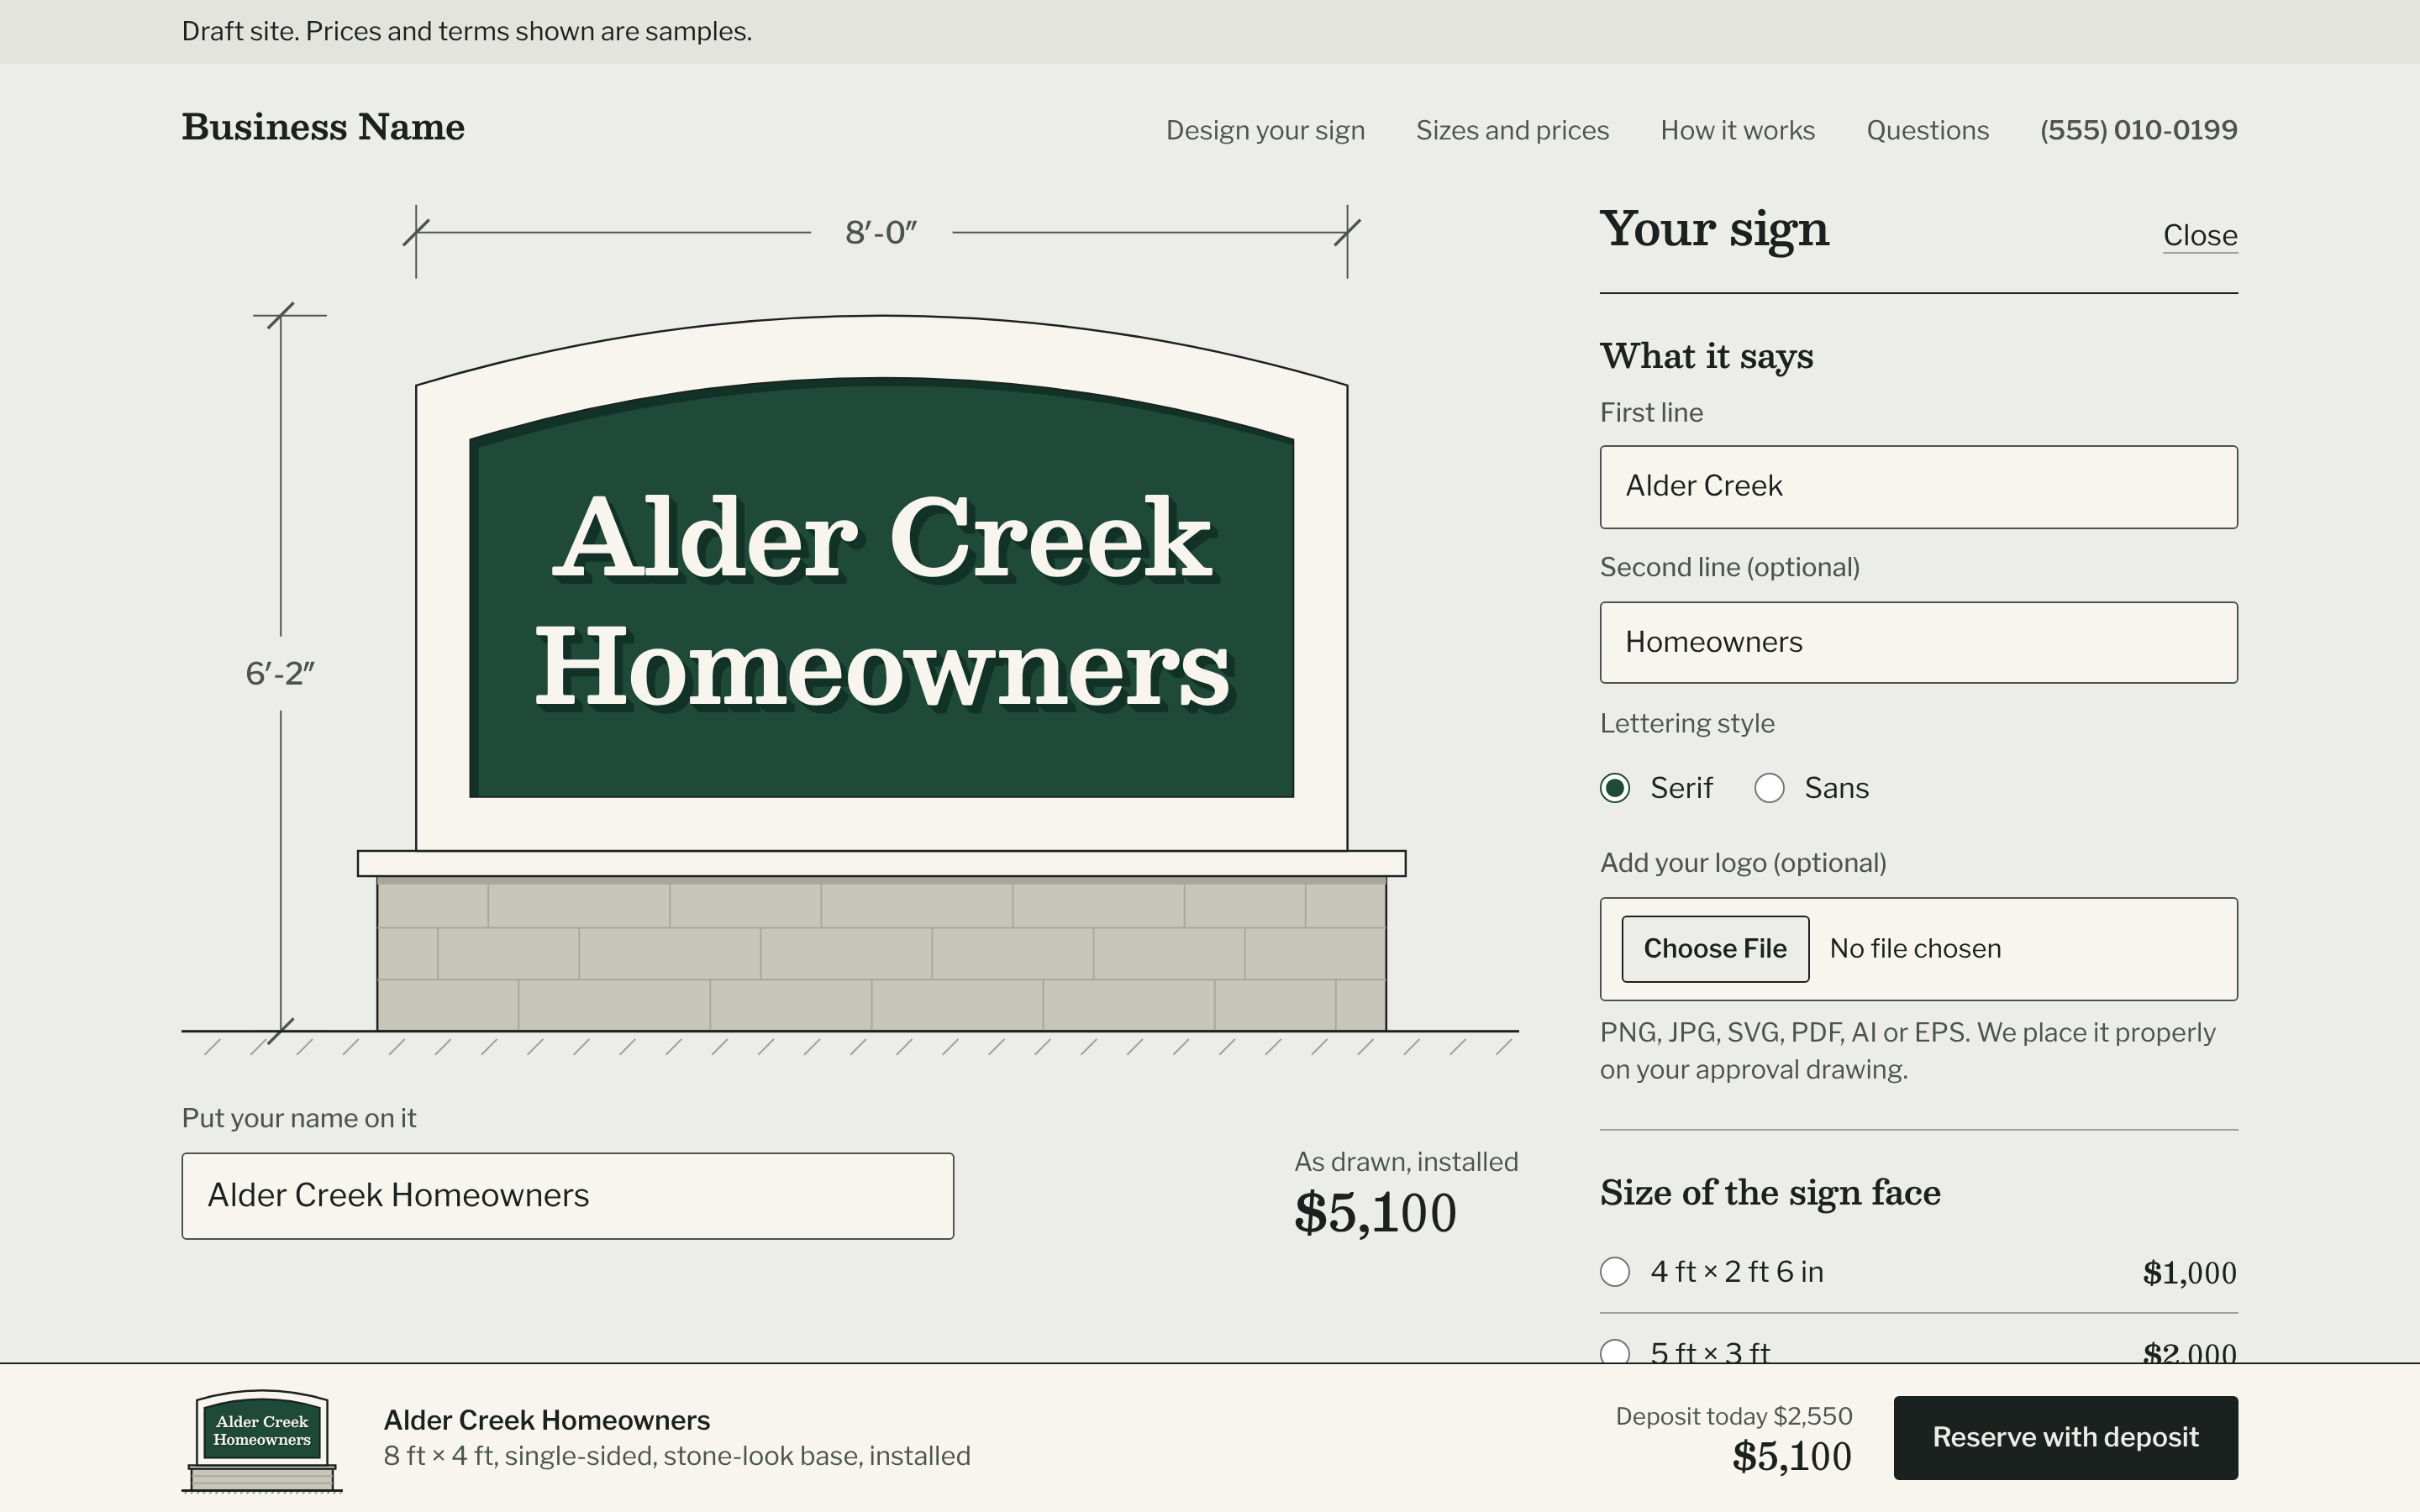 Draft site. Prices and terms shown are samples.
Business Name
Design your sign
Sizes and prices
How it works
Questions
(555) 010-0199
8′-0″
6′-2″
Alder Creek
Homeowners
Put your name on it
Alder Creek Homeowners
As drawn, installed
$5,100
Your sign
Close
What it says
First line
Alder Creek
Second line (optional)
Homeowners
Lettering style
Serif
Sans
Add your logo (optional)
Choose File
No file chosen
PNG, JPG, SVG, PDF, AI or EPS. We place it properly
on your approval drawing.
Size of the sign face
4 ft × 2 ft 6 in
$1,000
5 ft × 3 ft
$2,000
Alder Creek
Homeowners
Alder Creek Homeowners
8 ft × 4 ft, single-sided, stone-look base, installed
Deposit today $2,550
$5,100
Reserve with deposit